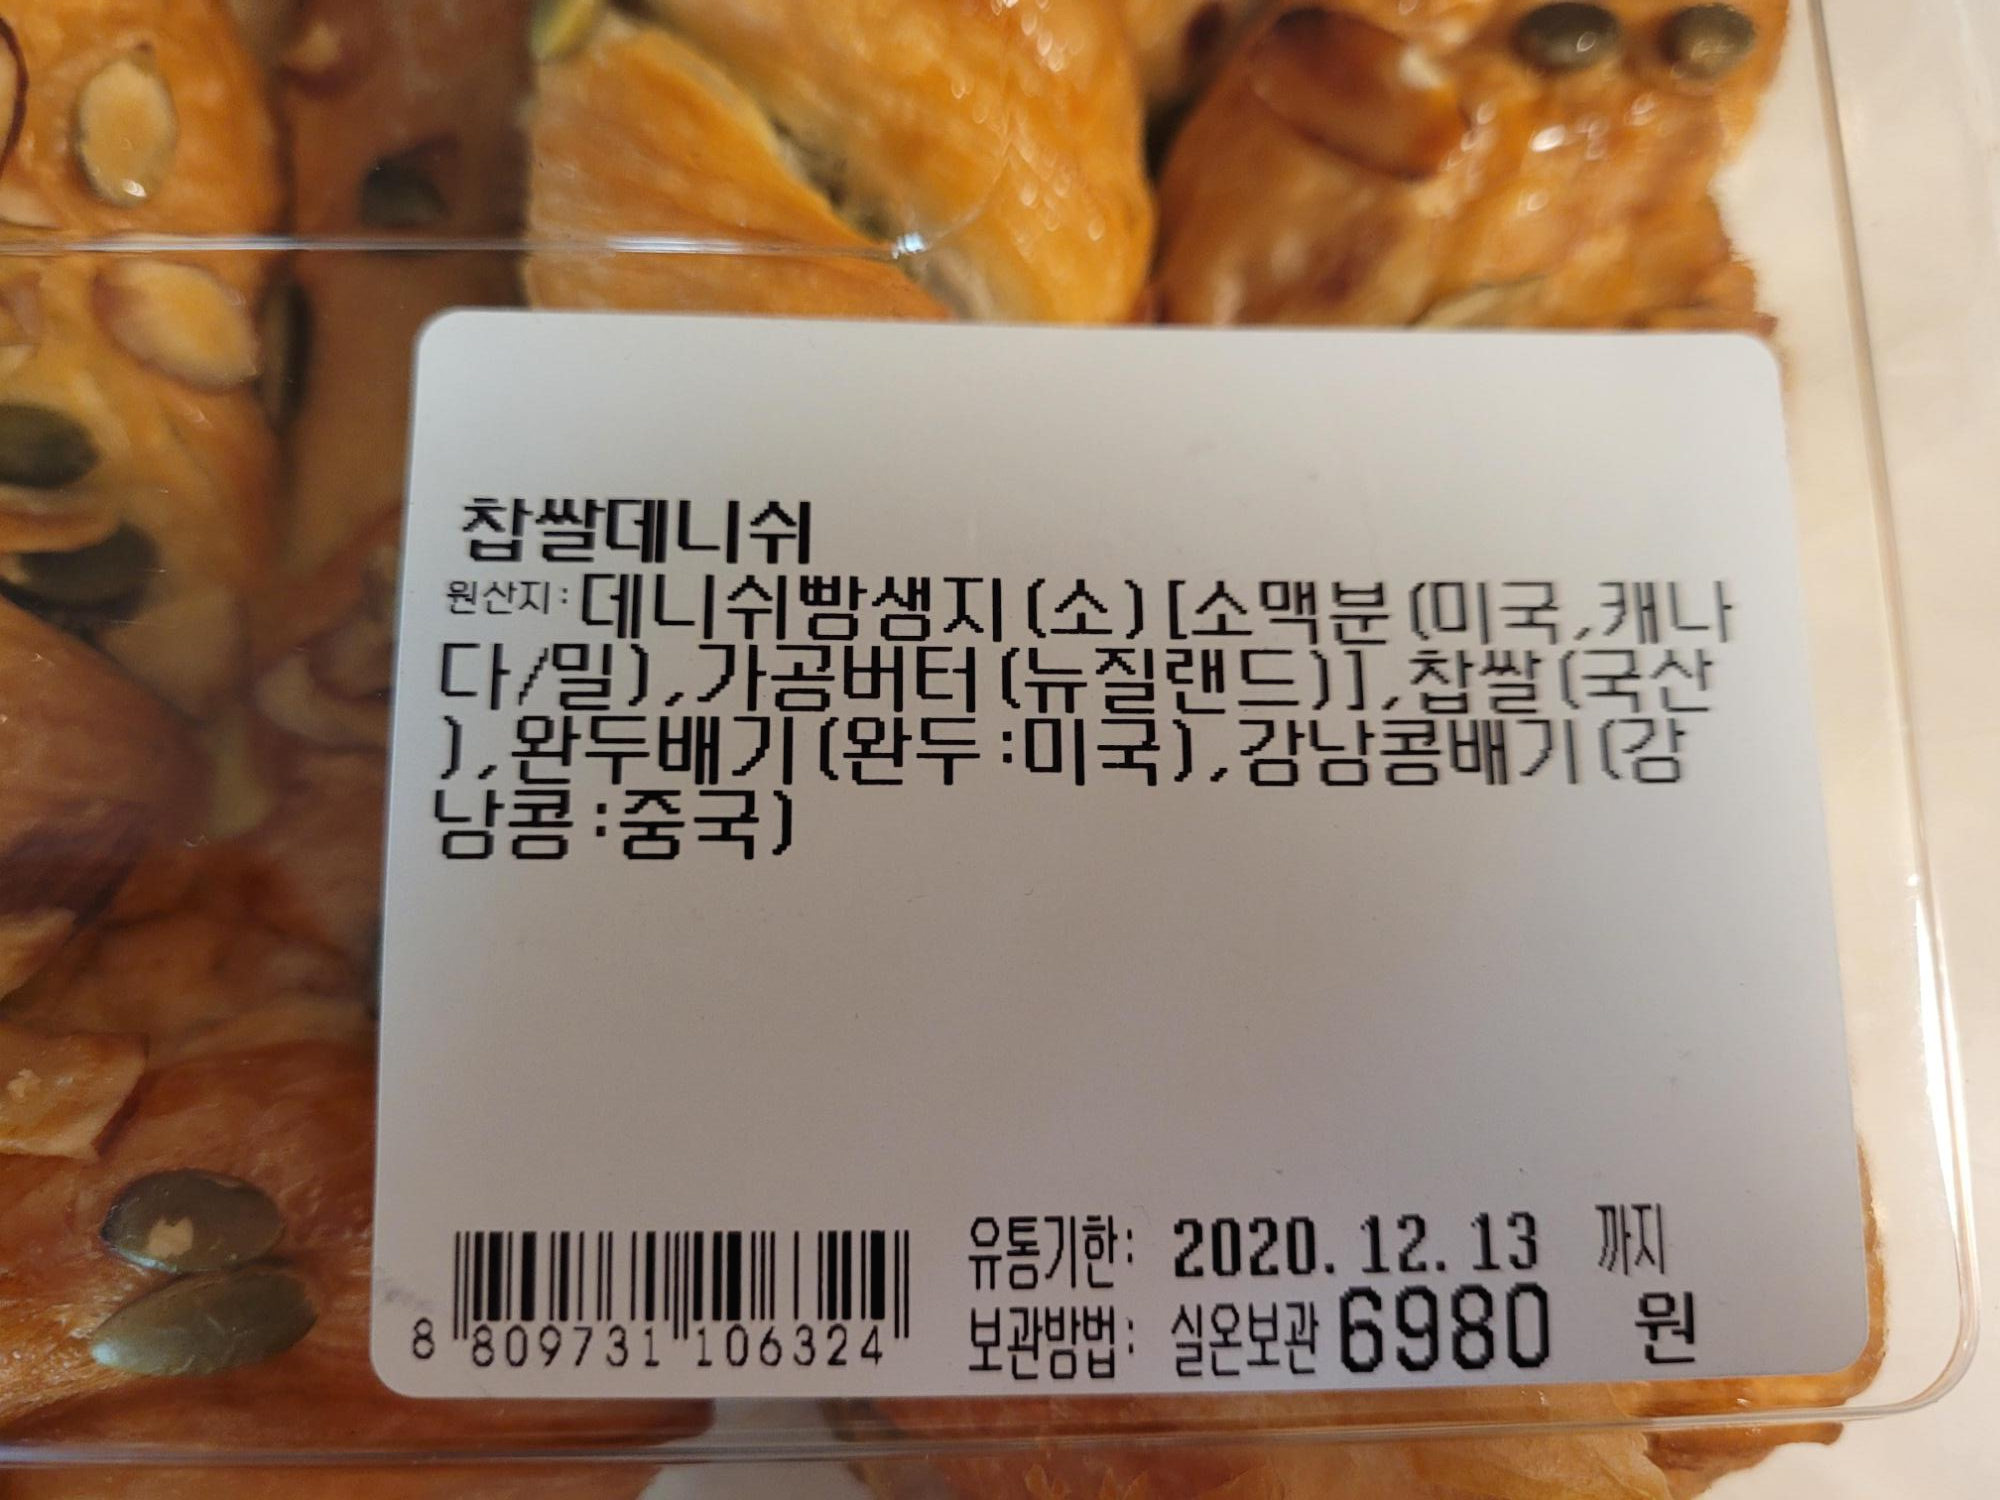 찹쌀데니쉬
원산지: 데니쉬빵생지(소)[소맥분(미국,캐나
다/밀),가공버터(뉴질랜드)],찹쌀(국산
),완두배기(완두:미국),강남콩배기(강
남콩:중국)
유통기한: 2020. 12. 13 까지
보관방법: 실온보관 6980 원
8 809731 106324